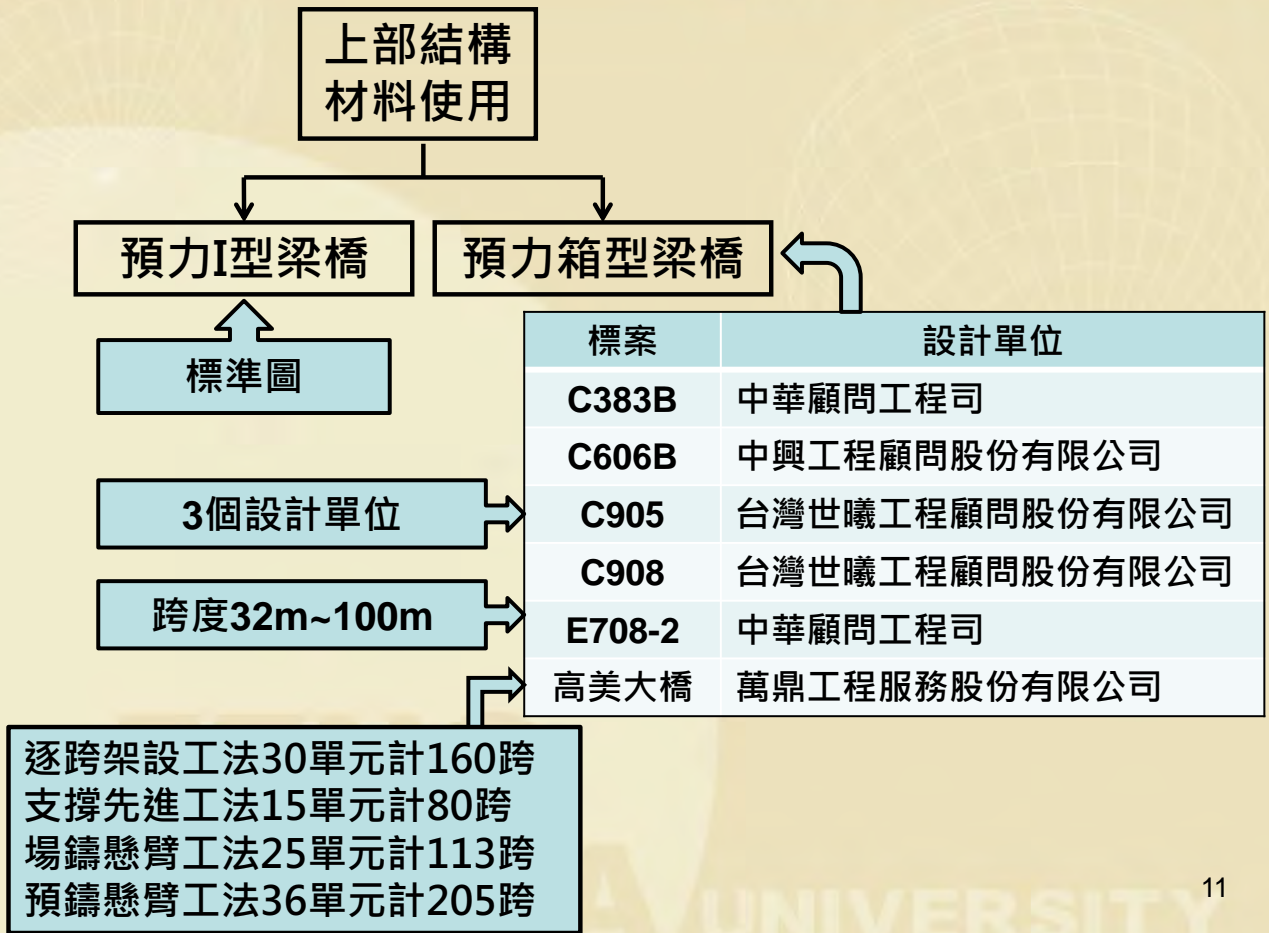 上部結構
材料使用
預力I型梁橋
預力箱型梁橋
標準圖
標案 設計單位
C383B 中華顧問工程司
C606B 中興工程顧問股份有限公司
C905 台灣世曦工程顧問股份有限公司
C908 台灣世曦工程顧問股份有限公司
E708-2 中華顧問工程司
高美大橋 萬鼎工程服務股份有限公司
3個設計單位
跨度32m~100m
逐跨架設工法30單元計160跨
支撐先進工法15單元計80跨
場鑄懸臂工法25單元計113跨
預鑄懸臂工法36單元計205跨
UNIVERSITY
11